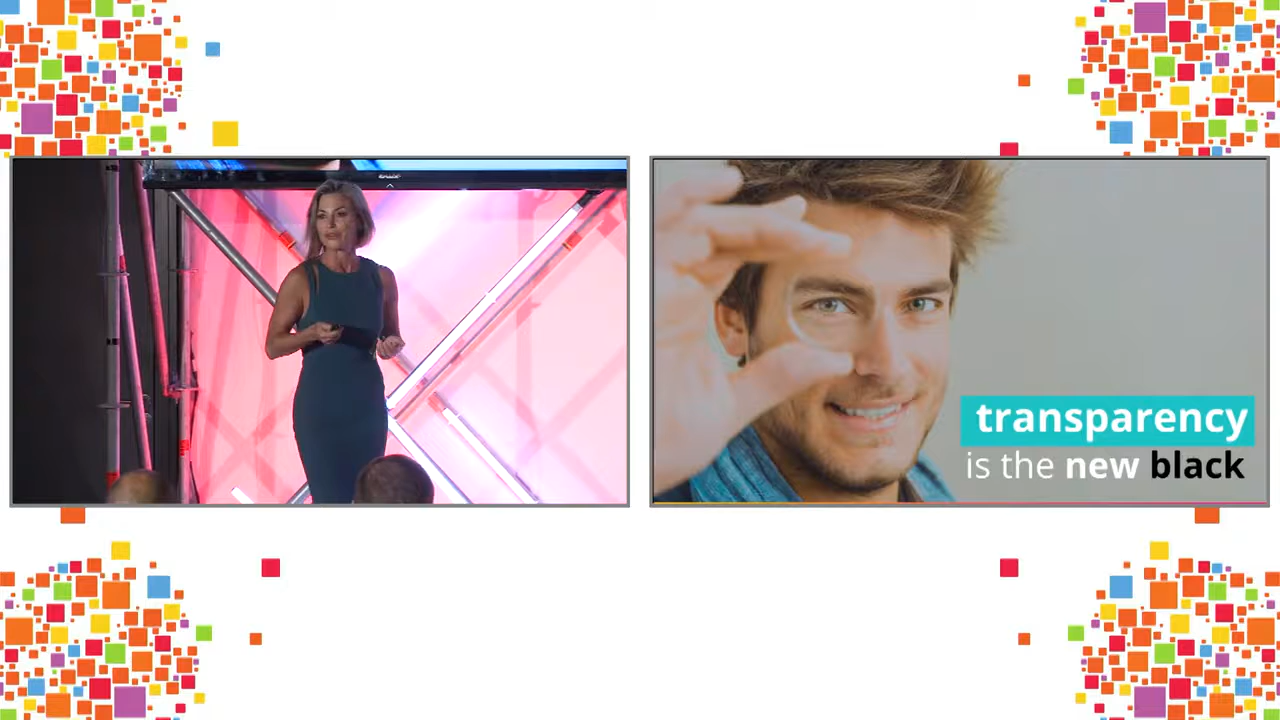 transparency
is the new black